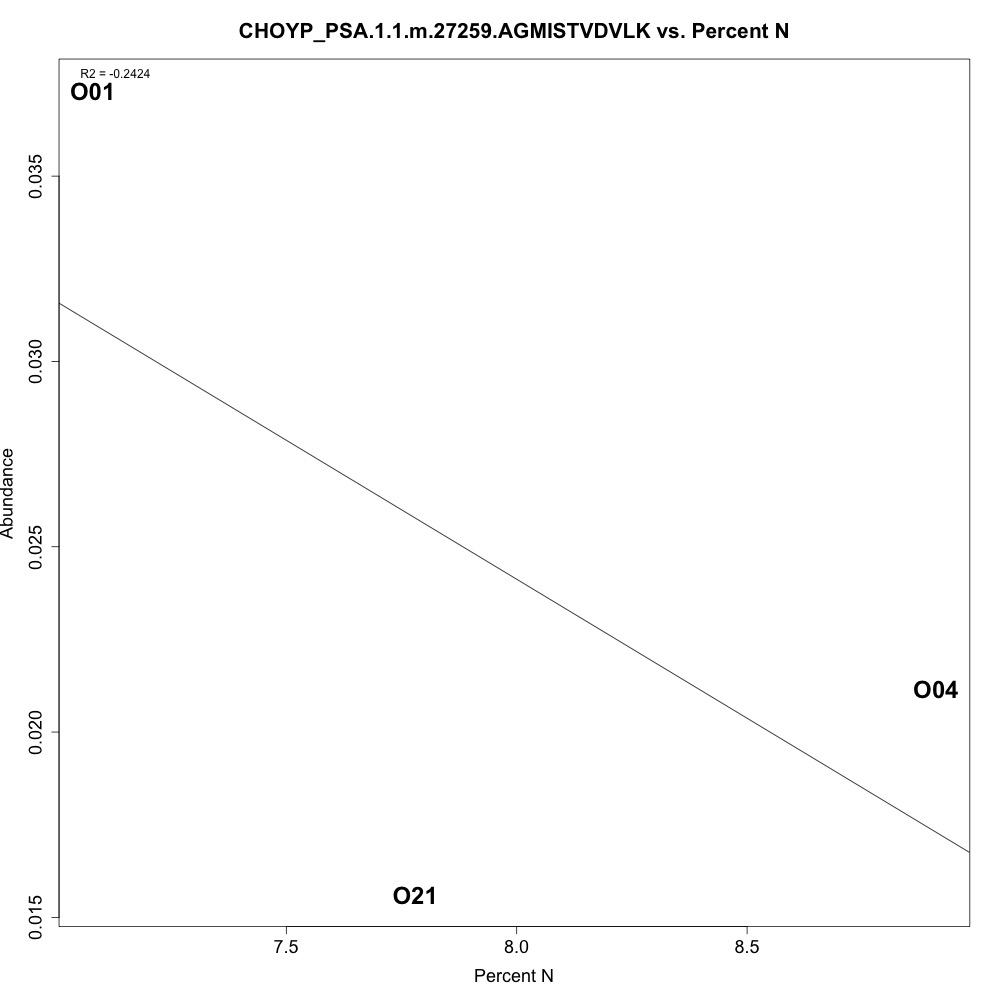 CHOYP_PSA.1.1.m.27259.AGMISTVDVLK vs. Percent N
R2 = -0.2424
O01
0.035
0.030
Abundance
0.025
O04
0.020
O21
0.015
7.5 8.0 8.5
Percent N